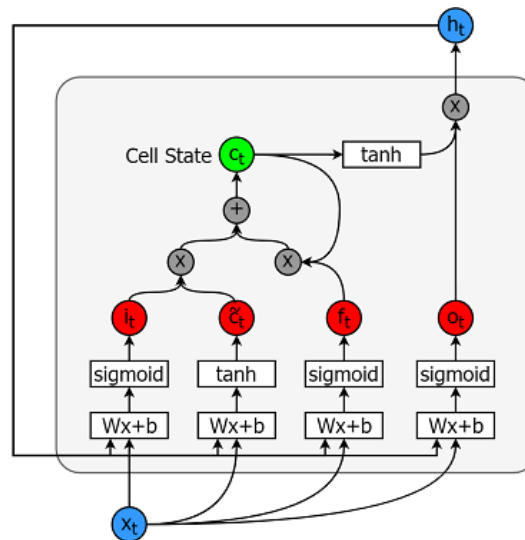 h_t
x
Cell State c_t tanh
+
x x
i_t c̃_t f_t o_t
sigmoid tanh sigmoid sigmoid
Wx+b Wx+b Wx+b Wx+b
x_t